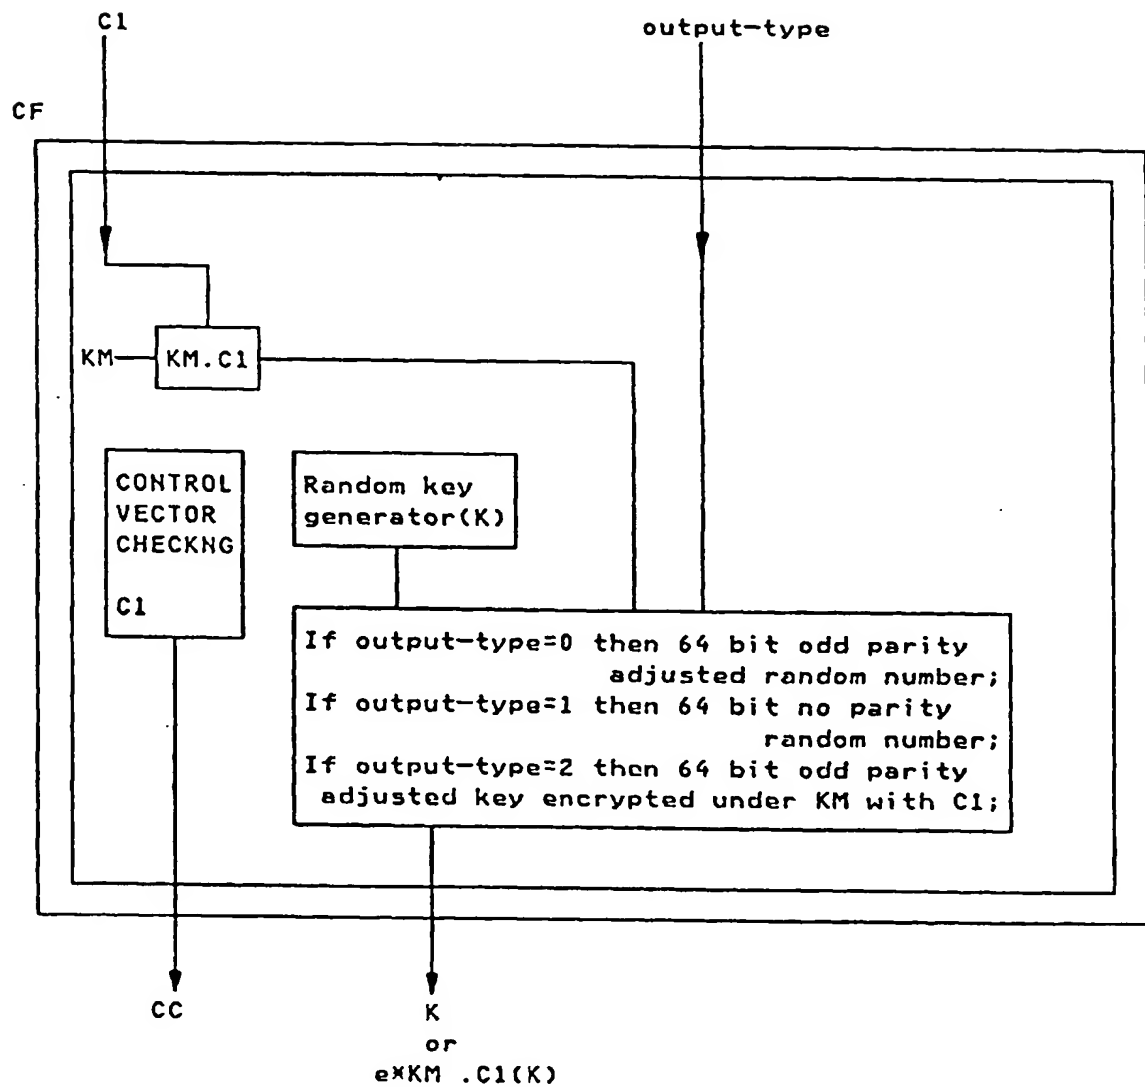 C1
output-type
CF
KM
KM.C1
CONTROL
VECTOR
CHECKNG
C1
Random key
generator(K)
If output-type=0 then 64 bit odd parity
adjusted random number;
If output-type=1 then 64 bit no parity
random number;
If output-type=2 then 64 bit odd parity
adjusted key encrypted under KM with C1;
CC
K
or
e*KM .C1(K)